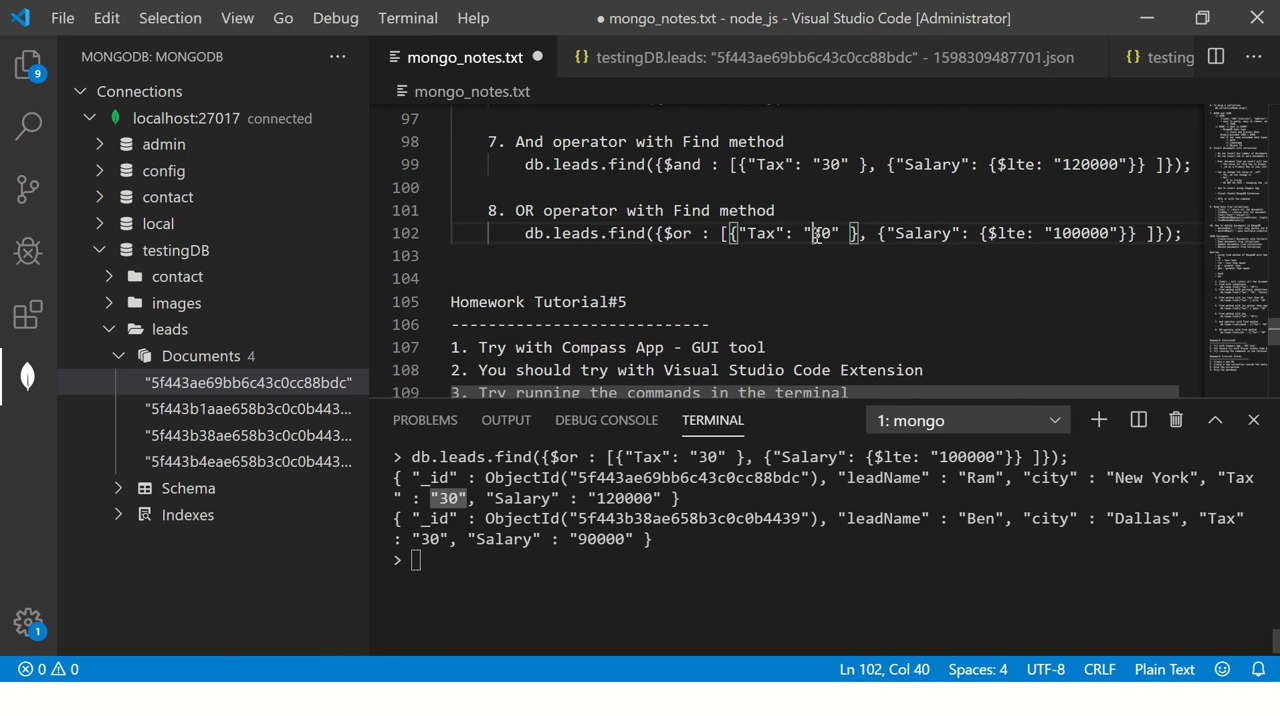 File Edit Selection View Go Debug Terminal Help
● mongo_notes.txt - node_js - Visual Studio Code [Administrator]
MONGODB: MONGODB
mongo_notes.txt
{} testingDB.leads: "5f443ae69bb6c43c0cc88bdc" - 1598309487701.json
{} testing
mongo_notes.txt
9
Connections
localhost:27017 connected
admin
config
contact
local
testingDB
contact
images
leads
Documents 4
"5f443ae69bb6c43c0cc88bdc"
"5f443b1aae658b3c0c0b443...
"5f443b38ae658b3c0c0b443...
"5f443b4eae658b3c0c0b443...
Schema
Indexes
1
97
98 7. And operator with Find method
99 db.leads.find({$and : [{"Tax": "30" }, {"Salary": {$lte: "120000"}} ]});
100
101 8. OR operator with Find method
102 db.leads.find({$or : [{"Tax": "30" }, {"Salary": {$lte: "100000"}} ]});
103
104
105 Homework Tutorial#5
106 ----------------------------
107 1. Try with Compass App - GUI tool
108 2. You should try with Visual Studio Code Extension
109 3. Try running the commands in the terminal
PROBLEMS OUTPUT DEBUG CONSOLE TERMINAL
1: mongo
> db.leads.find({$or : [{"Tax": "30" }, {"Salary": {$lte: "100000"}} ]});
{ "_id" : ObjectId("5f443ae69bb6c43c0cc88bdc"), "leadName" : "Ram", "city" : "New York", "Tax
" : "30", "Salary" : "120000" }
{ "_id" : ObjectId("5f443b38ae658b3c0c0b4439"), "leadName" : "Ben", "city" : "Dallas", "Tax"
: "30", "Salary" : "90000" }
>
0 0
Ln 102, Col 40 Spaces: 4 UTF-8 CRLF Plain Text